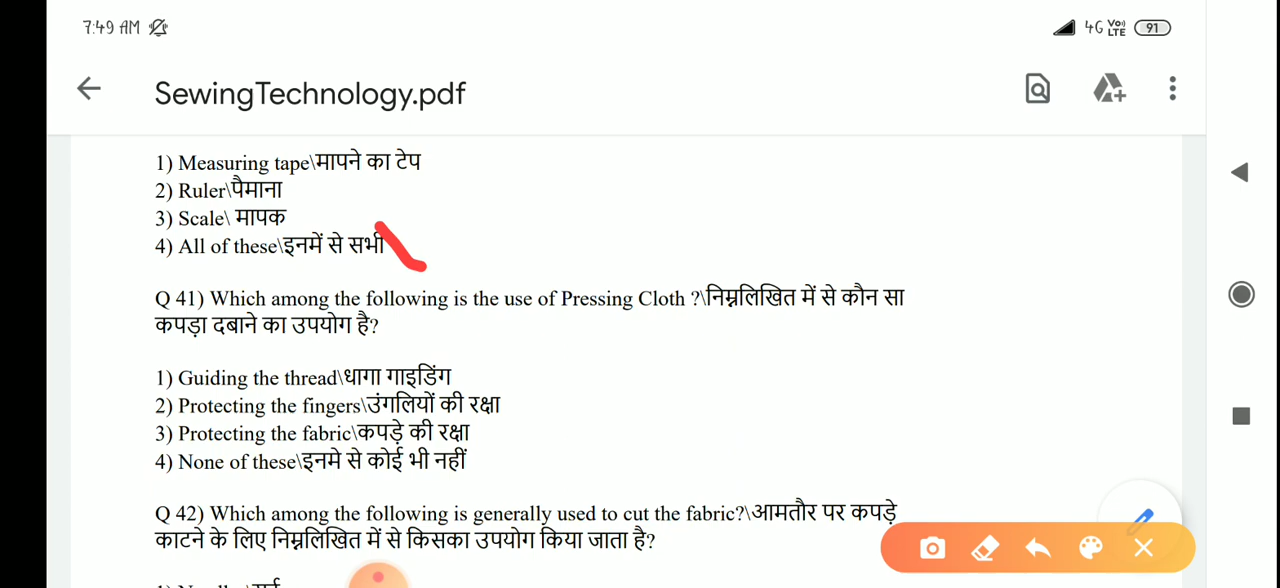 7:49 AM 4G Vo)) LTE 91
SewingTechnology.pdf
1) Measuring tape\मापने का टेप
2) Ruler\पैमाना
3) Scale\ मापक
4) All of these\इनमें से सभी
Q 41) Which among the following is the use of Pressing Cloth ?\निम्नलिखित में से कौन सा
कपड़ा दबाने का उपयोग है?
1) Guiding the thread\धागा गाइडिंग
2) Protecting the fingers\उंगलियों की रक्षा
3) Protecting the fabric\कपड़े की रक्षा
4) None of these\इनमे से कोई भी नहीं
Q 42) Which among the following is generally used to cut the fabric?\आमतौर पर कपड़े
काटने के लिए निम्नलिखित में से किसका उपयोग किया जाता है?